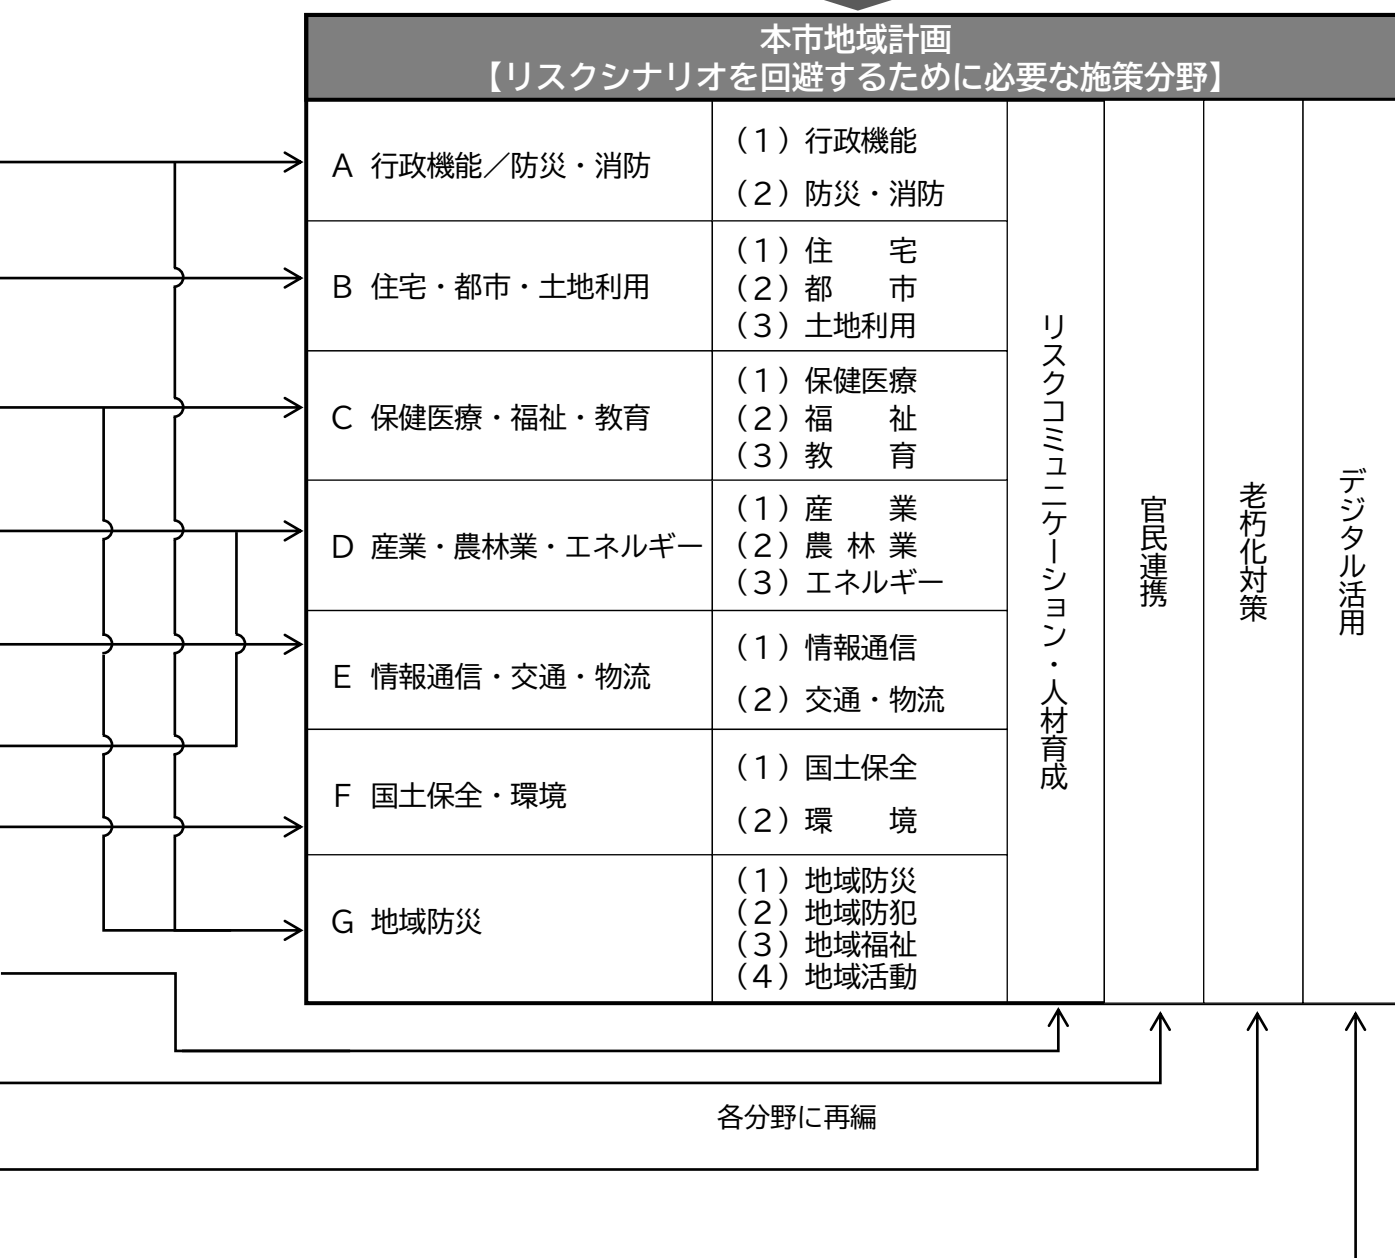 本市地域計画
【リスクシナリオを回避するために必要な施策分野】
A 行政機能／防災・消防
（１）行政機能
（２）防災・消防
B 住宅・都市・土地利用
（１）住　　宅
（２）都　　市
（３）土地利用
C 保健医療・福祉・教育
（１）保健医療
（２）福　　祉
（３）教　　育
D 産業・農林業・エネルギー
（１）産　　業
（２）農 林 業
（３）エネルギー
E 情報通信・交通・物流
（１）情報通信
（２）交通・物流
F 国土保全・環境
（１）国土保全
（２）環　　境
G 地域防災
（１）地域防災
（２）地域防犯
（３）地域福祉
（４）地域活動
リスクコミュニケーション・人材育成
官民連携
老朽化対策
デジタル活用
各分野に再編